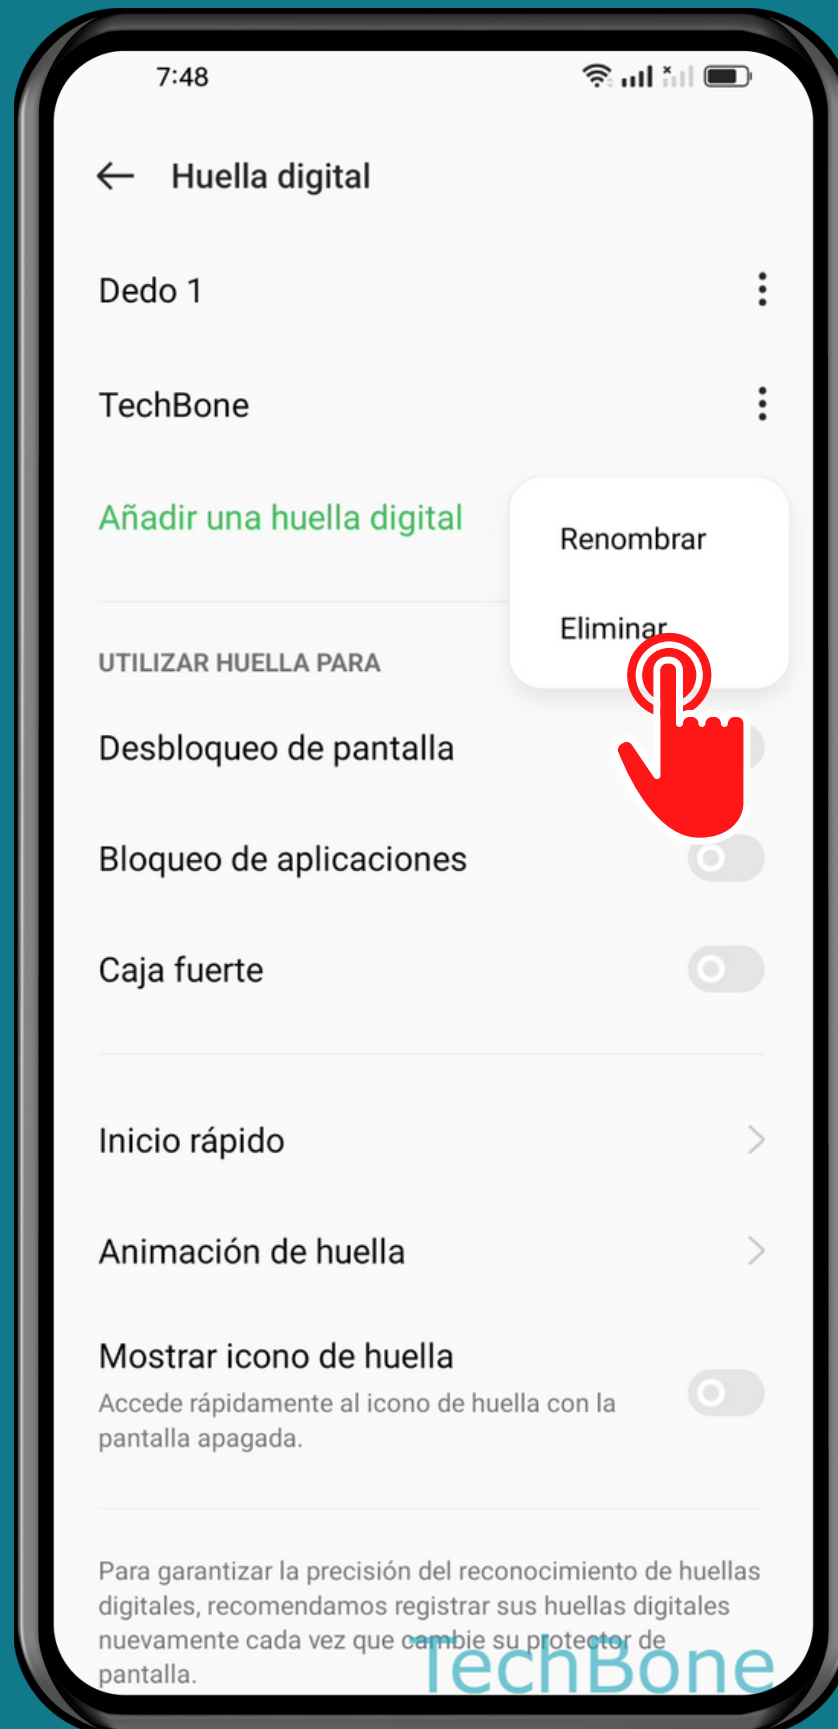 7:48
Huella digital
Dedo 1
TechBone
Añadir una huella digital
Renombrar
Eliminar
UTILIZAR HUELLA PARA
Desbloqueo de pantalla
Bloqueo de aplicaciones
Caja fuerte
Inicio rápido
Animación de huella
Mostrar icono de huella
Accede rápidamente al icono de huella con la
pantalla apagada.
Para garantizar la precisión del reconocimiento de huellas
digitales, recomendamos registrar sus huellas digitales
nuevamente cada vez que cambie su protector de
pantalla.
TechBone